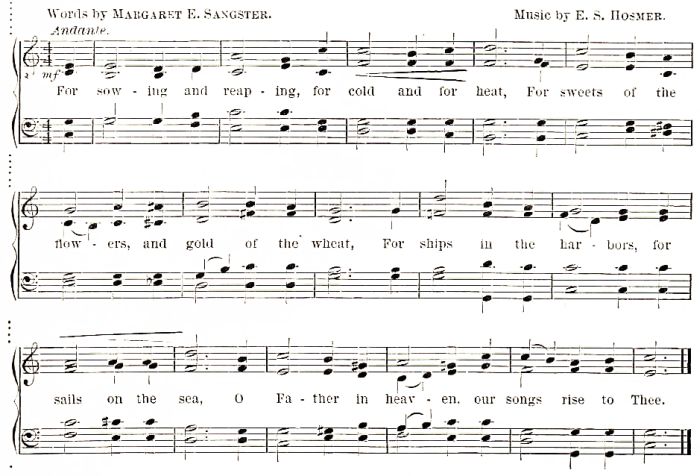 Words by MARGARET E. SANGSTER. Music by E. S. HOSMER.
Andante.
mf
For sow - ing and reap - ing, for cold and for heat, For sweets of the
flow - ers, and gold of the wheat, For ships in the har - bors, for
sails on the sea, O Fa - ther in heav - en, our songs rise to Thee.